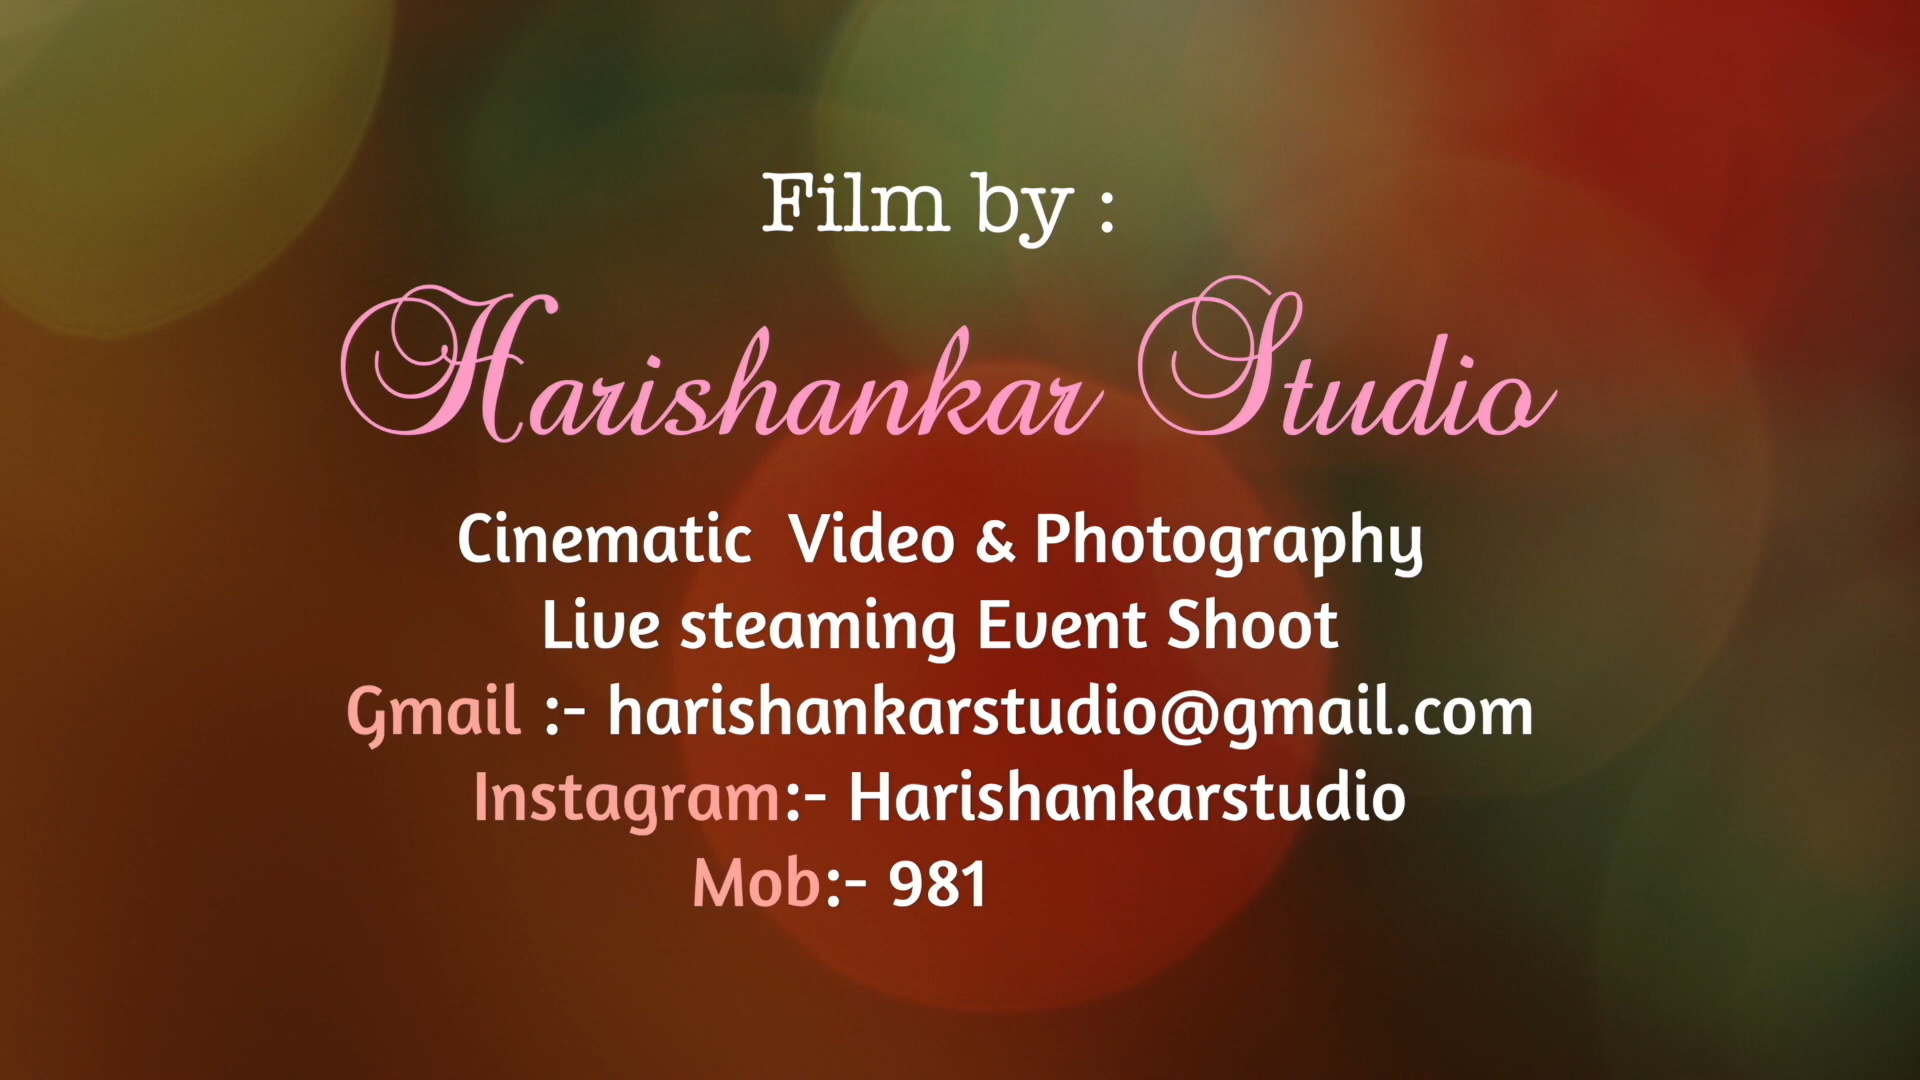 Film by :
Harishankar Studio
Cinematic  Video & Photography
Live steaming Event Shoot
Gmail :- harishankarstudio@gmail.com
Instagram:- Harishankarstudio
Mob:- 981